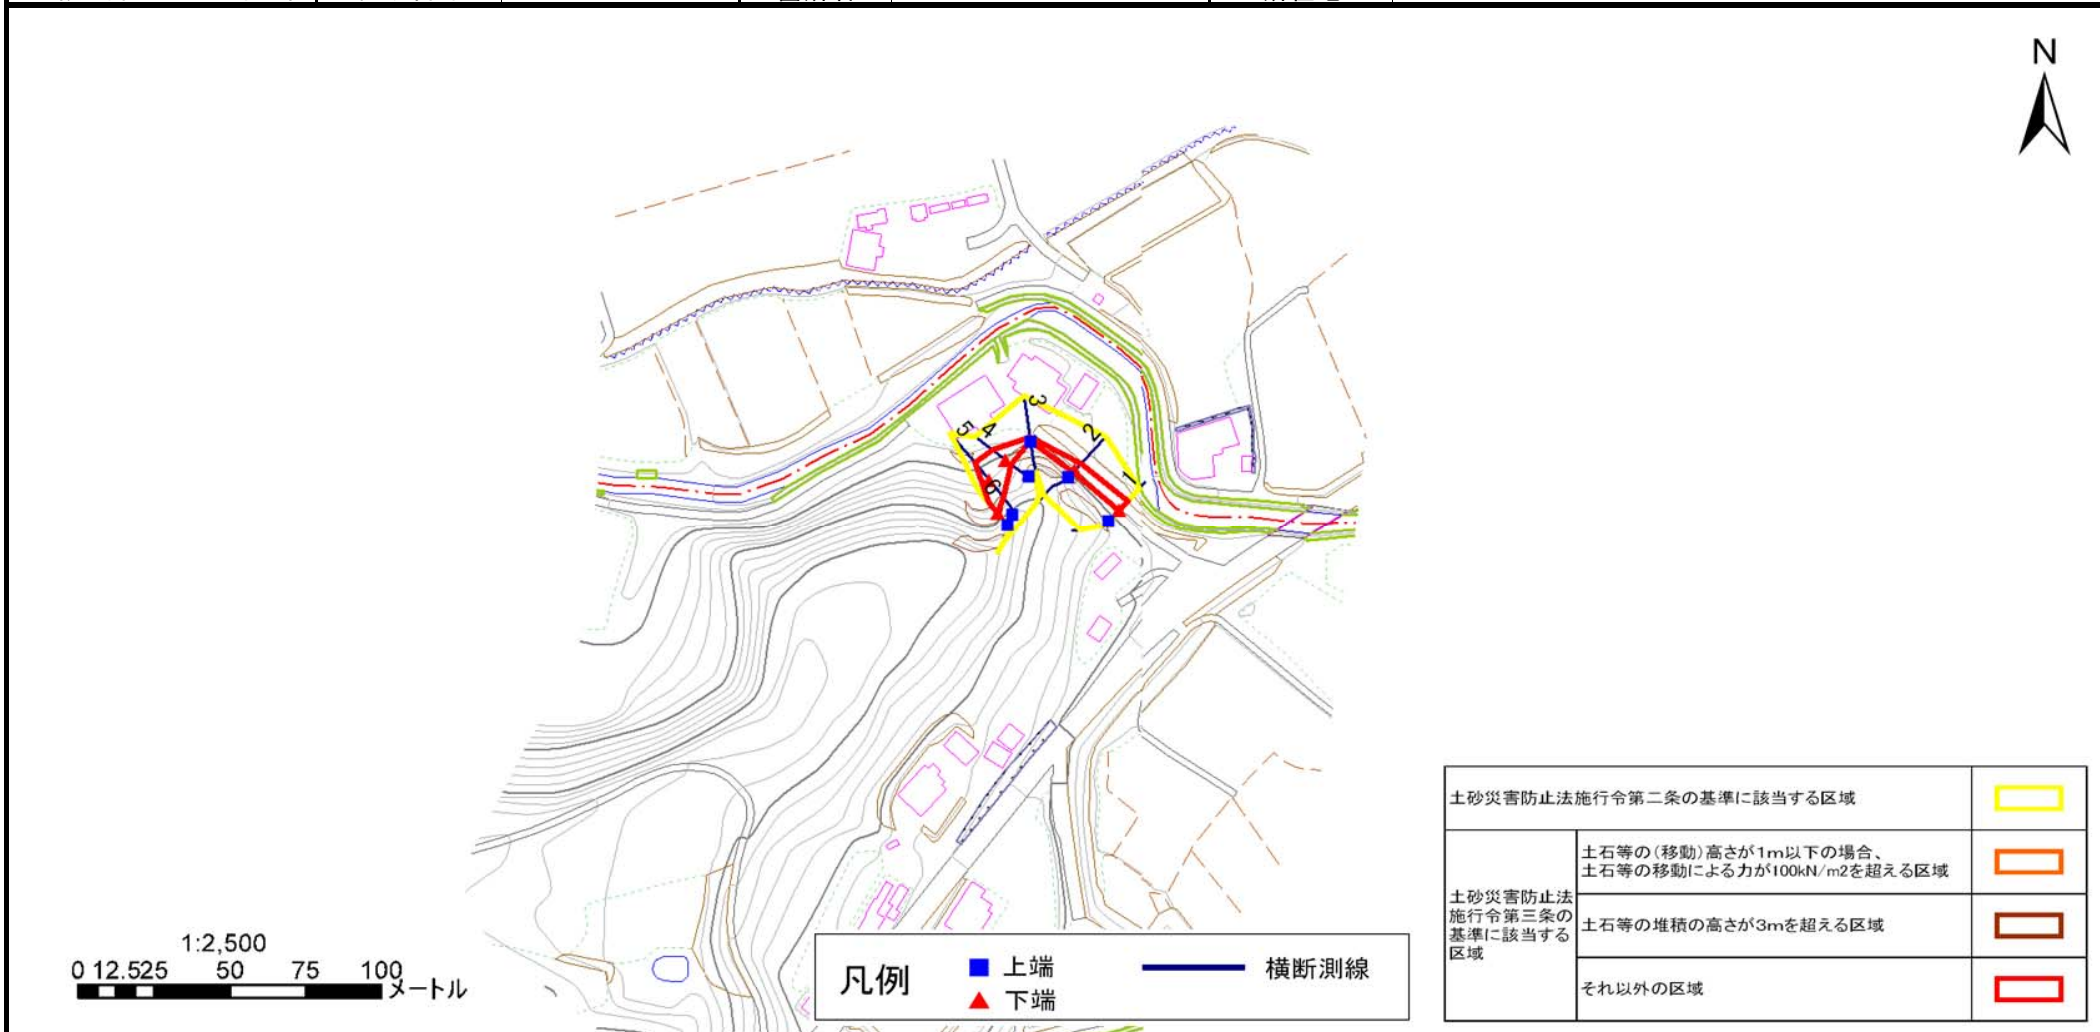 N
3
2
5
4
1
6
土砂災害防止法施行令第二条の基準に該当する区域
土砂災害防止法
施行令第三条の
基準に該当する
区域
土石等の(移動)高さが1m以下の場合、
土石等の移動による力が100kN/m2を超える区域
土石等の堆積の高さが3mを超える区域
それ以外の区域
1:2,500
0 12.525 50 75 100
メートル
凡例
上端
下端
横断測線